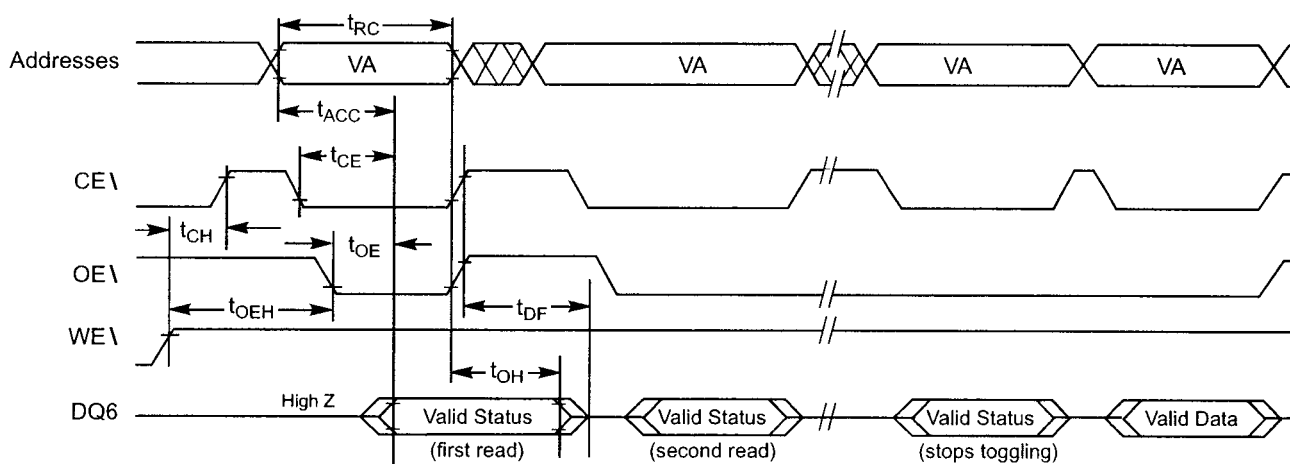 tRC
Addresses VA VA VA VA
tACC
tCE
CE\
tCH tOE
OE\
tOEH tDF
WE\
tOH
DQ6 High Z Valid Status Valid Status Valid Status Valid Data
(first read) (second read) (stops toggling)